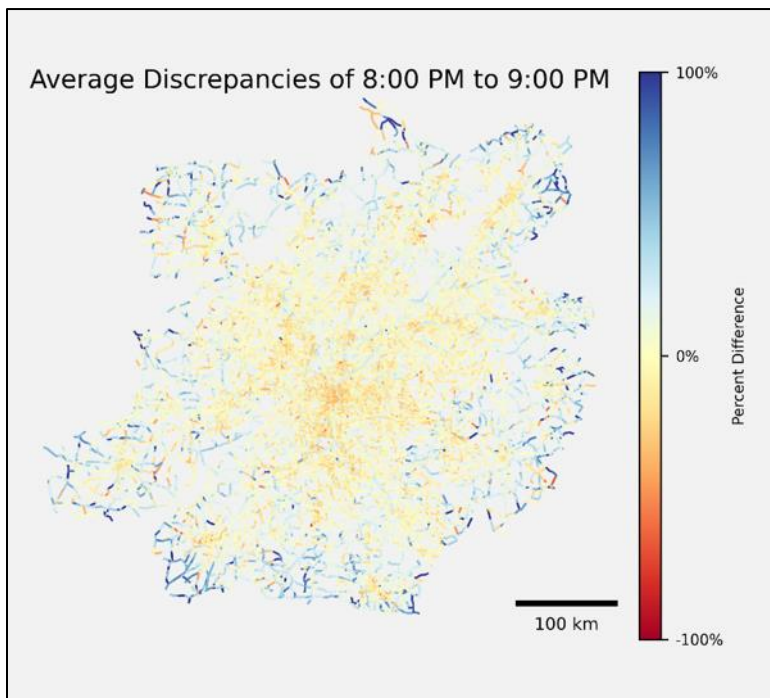 Average Discrepancies of 8:00 PM to 9:00 PM
100%
0%
-100%
Percent Difference
100 km